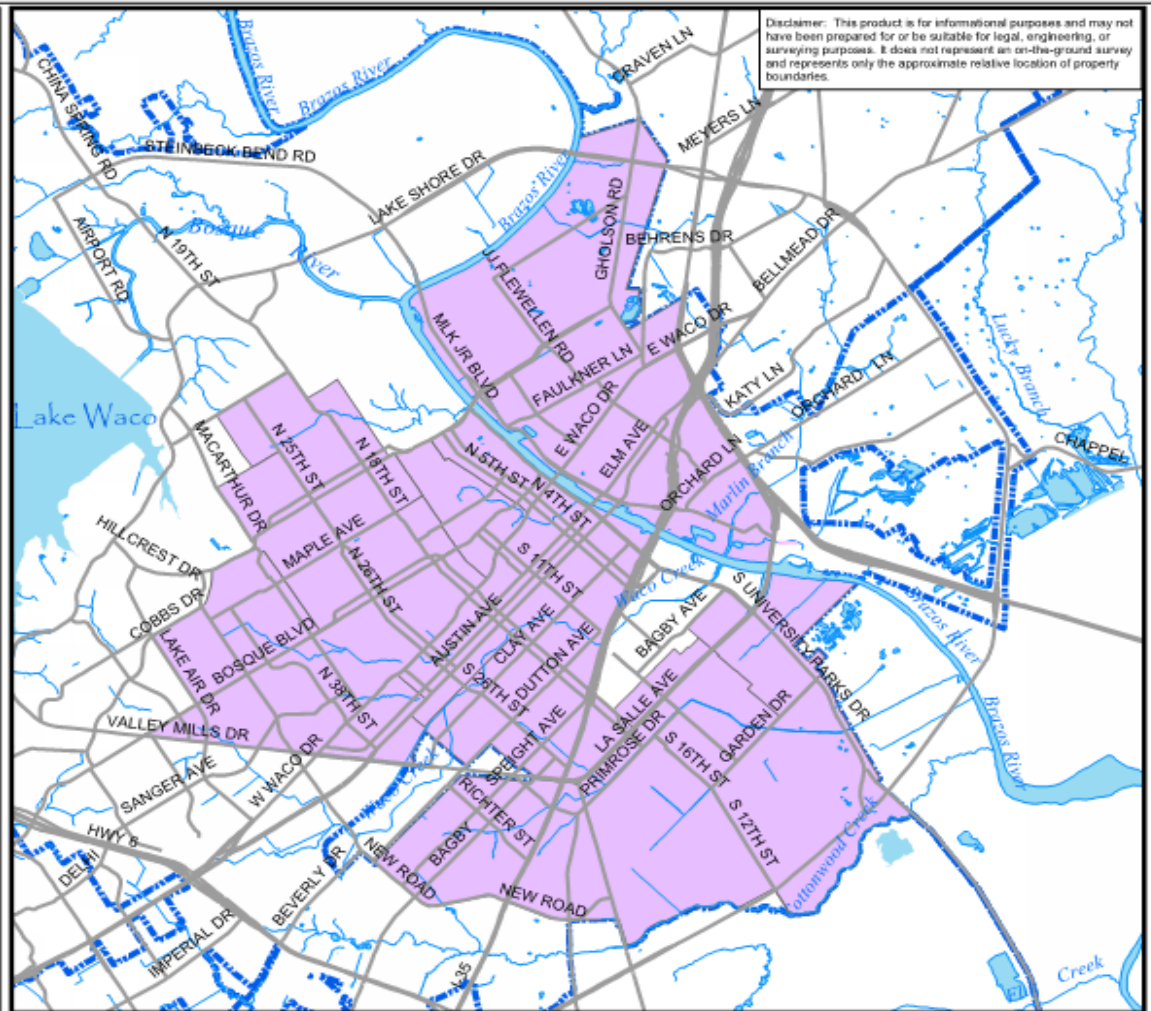 Disclaimer: This product is for informational purposes and may not
have been prepared for or be suitable for legal, engineering, or
surveying purposes. It does not represent an on-the-ground survey
and represents only the approximate relative location of property
boundaries.
Brazos River
Brazos River
CRAVEN LN
CHINA SPRING RD
MEYERS LN
STEINBECK BEND RD
LAKE SHORE DR
Brazos River
AIRPORT RD
N 19TH ST
Bosque
River
GHOLSON RD
BEHRENS DR
BELLMEAD DR
JJ FLEWELLEN RD
MLK JR BLVD
E WACO DR
FAULKNER LN
Lucky Branch
KATY LN
ORCHARD LN
Lake Waco
MACARTHUR DR
N 25TH ST
N 18TH ST
E WACO DR
ELM AVE
N 5TH ST
N 4TH ST
ORCHARD LN
Marlin Branch
CHAPPEL
HILLCREST DR
MAPLE AVE
N 26TH ST
S 11TH ST
Waco Creek
COBBS DR
S UNIVERSITY PARKS DR
Brazos River
BAGBY AVE
AUSTIN AVE
CLAY AVE
DUTTON AVE
LAKE AIR DR
BOSQUE BLVD
N 38TH ST
S 26TH ST
LA SALLE AVE
GARDEN DR
Brazos River
VALLEY MILLS DR
SPEIGHT AVE
PRIMROSE DR
S 16TH ST
SANGER AVE
W WACO DR
Creek
RICHTER ST
S 12TH ST
HWY 6
BAGBY
NEW ROAD
Cottonwood Creek
DELHI
BEVERLY DR
NEW ROAD
IMPERIAL DR
I-35
Creek